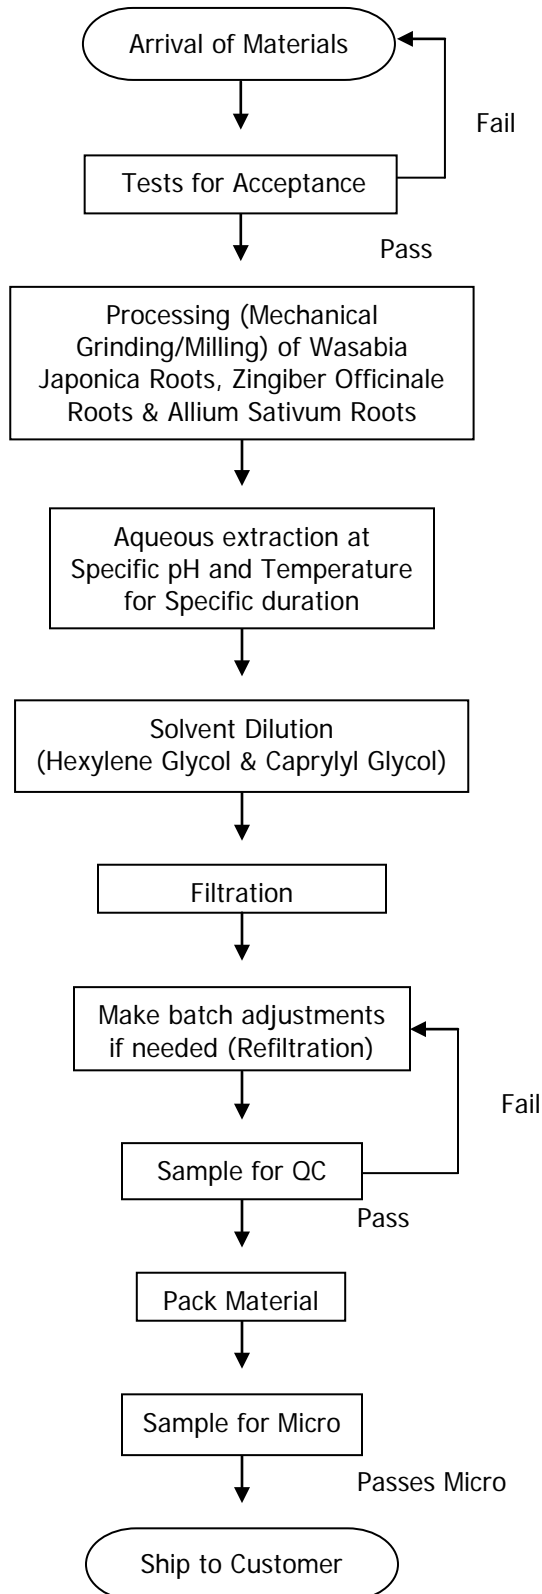 Arrival of Materials
Fail
Tests for Acceptance
Pass
Processing (Mechanical
Grinding/Milling) of Wasabia
Japonica Roots, Zingiber Officinale
Roots & Allium Sativum Roots
Aqueous extraction at
Specific pH and Temperature
for Specific duration
Solvent Dilution
(Hexylene Glycol & Caprylyl Glycol)
Filtration
Make batch adjustments
if needed (Refiltration)
Fail
Sample for QC
Pass
Pack Material
Sample for Micro
Passes Micro
Ship to Customer